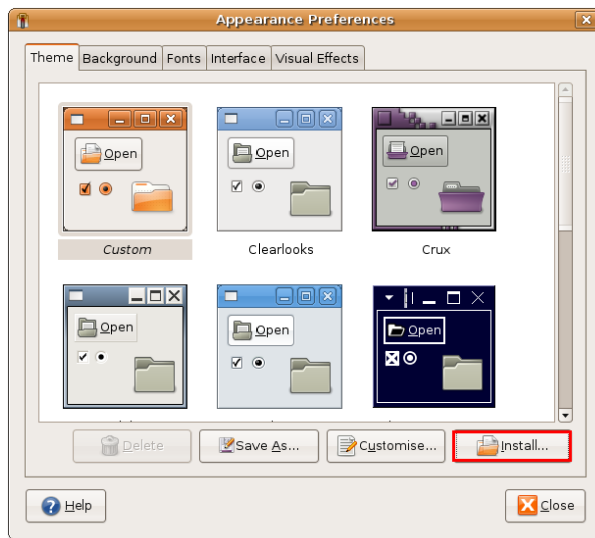 Appearance Preferences
Theme Background Fonts Interface Visual Effects
Open Open Open
Custom Clearlooks Crux
Open Open Open
Delete Save As... Customise... Install...
Help Close